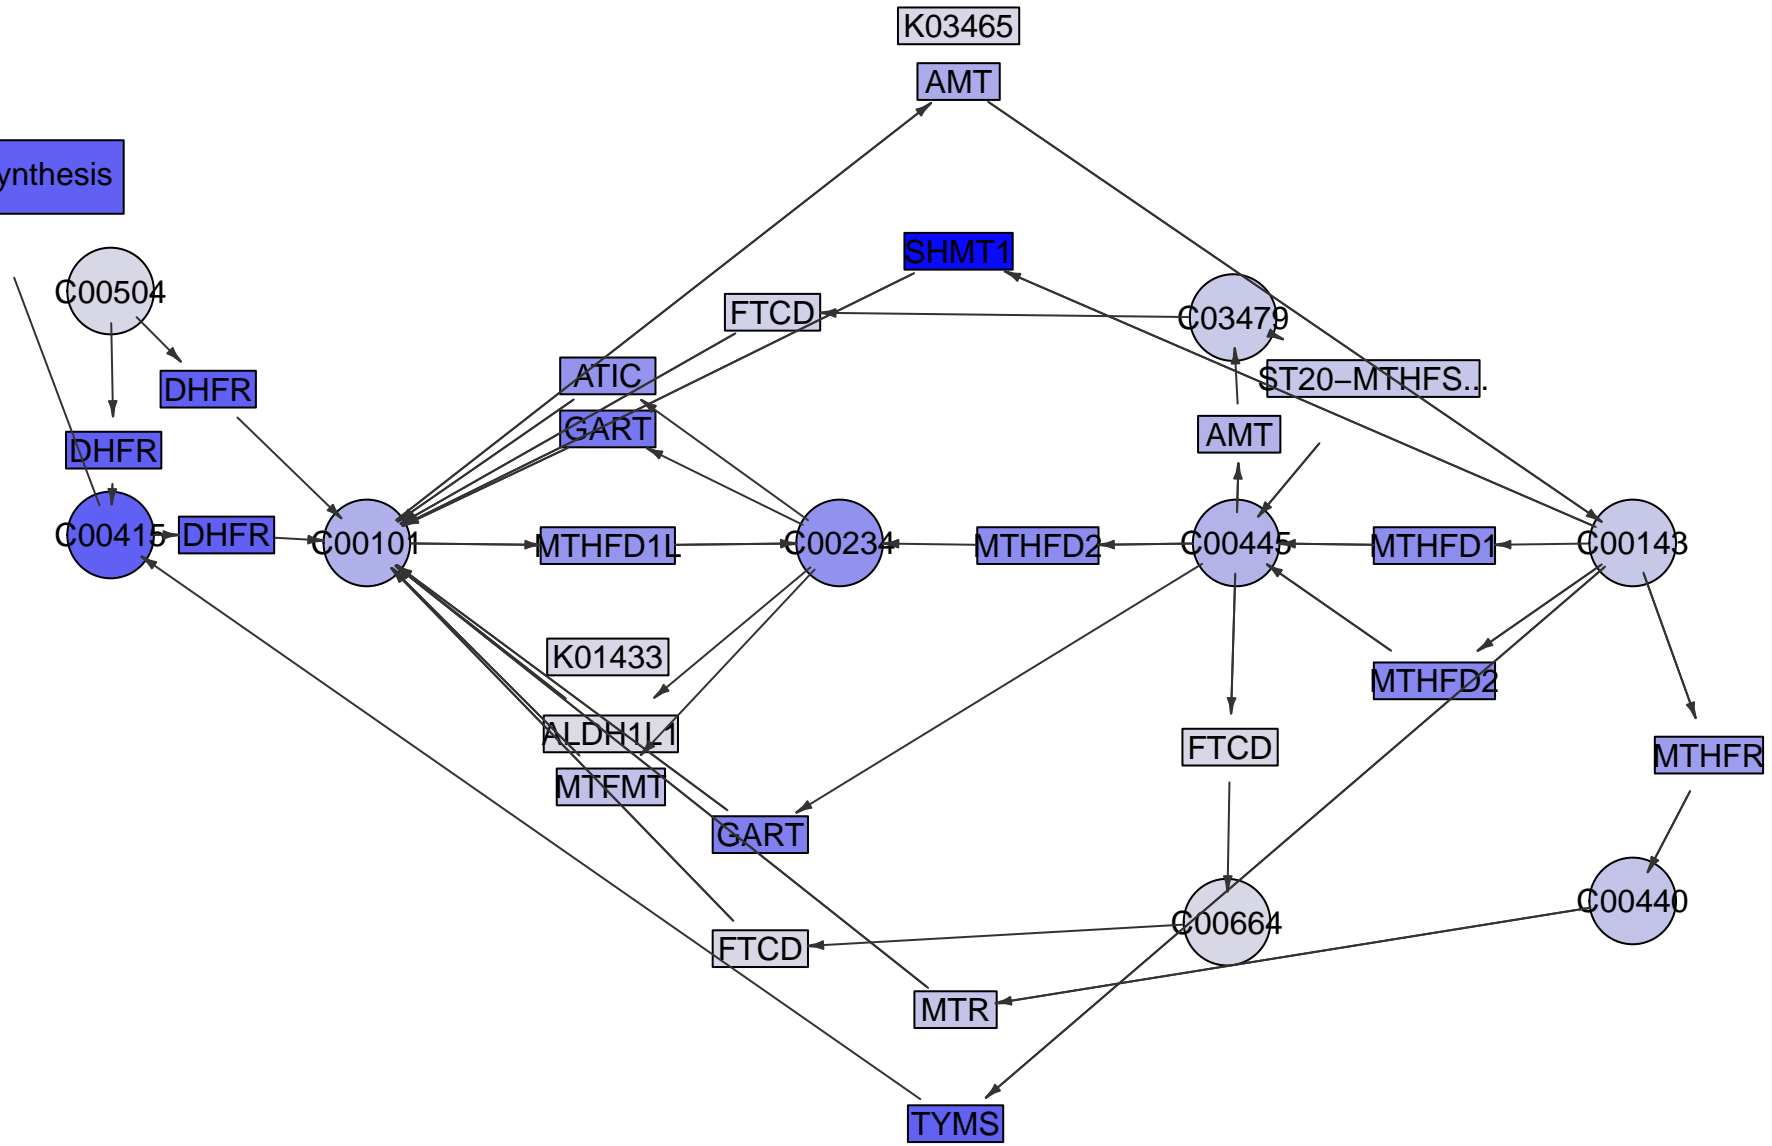 K03465
AMT
ynthesis
SHMT1
C00504
FTCD
C03479
ATIC
ST20−MTHFS...
DHFR
GART
AMT
DHFR
C00415
DHFR
C00101
MTHFD1L
C00234
MTHFD2
C00445
MTHFD1
C00143
K01433
MTHFD2
ALDH1L1
FTCD
MTHFR
MTFMT
GART
C00440
C00664
FTCD
MTR
TYMS